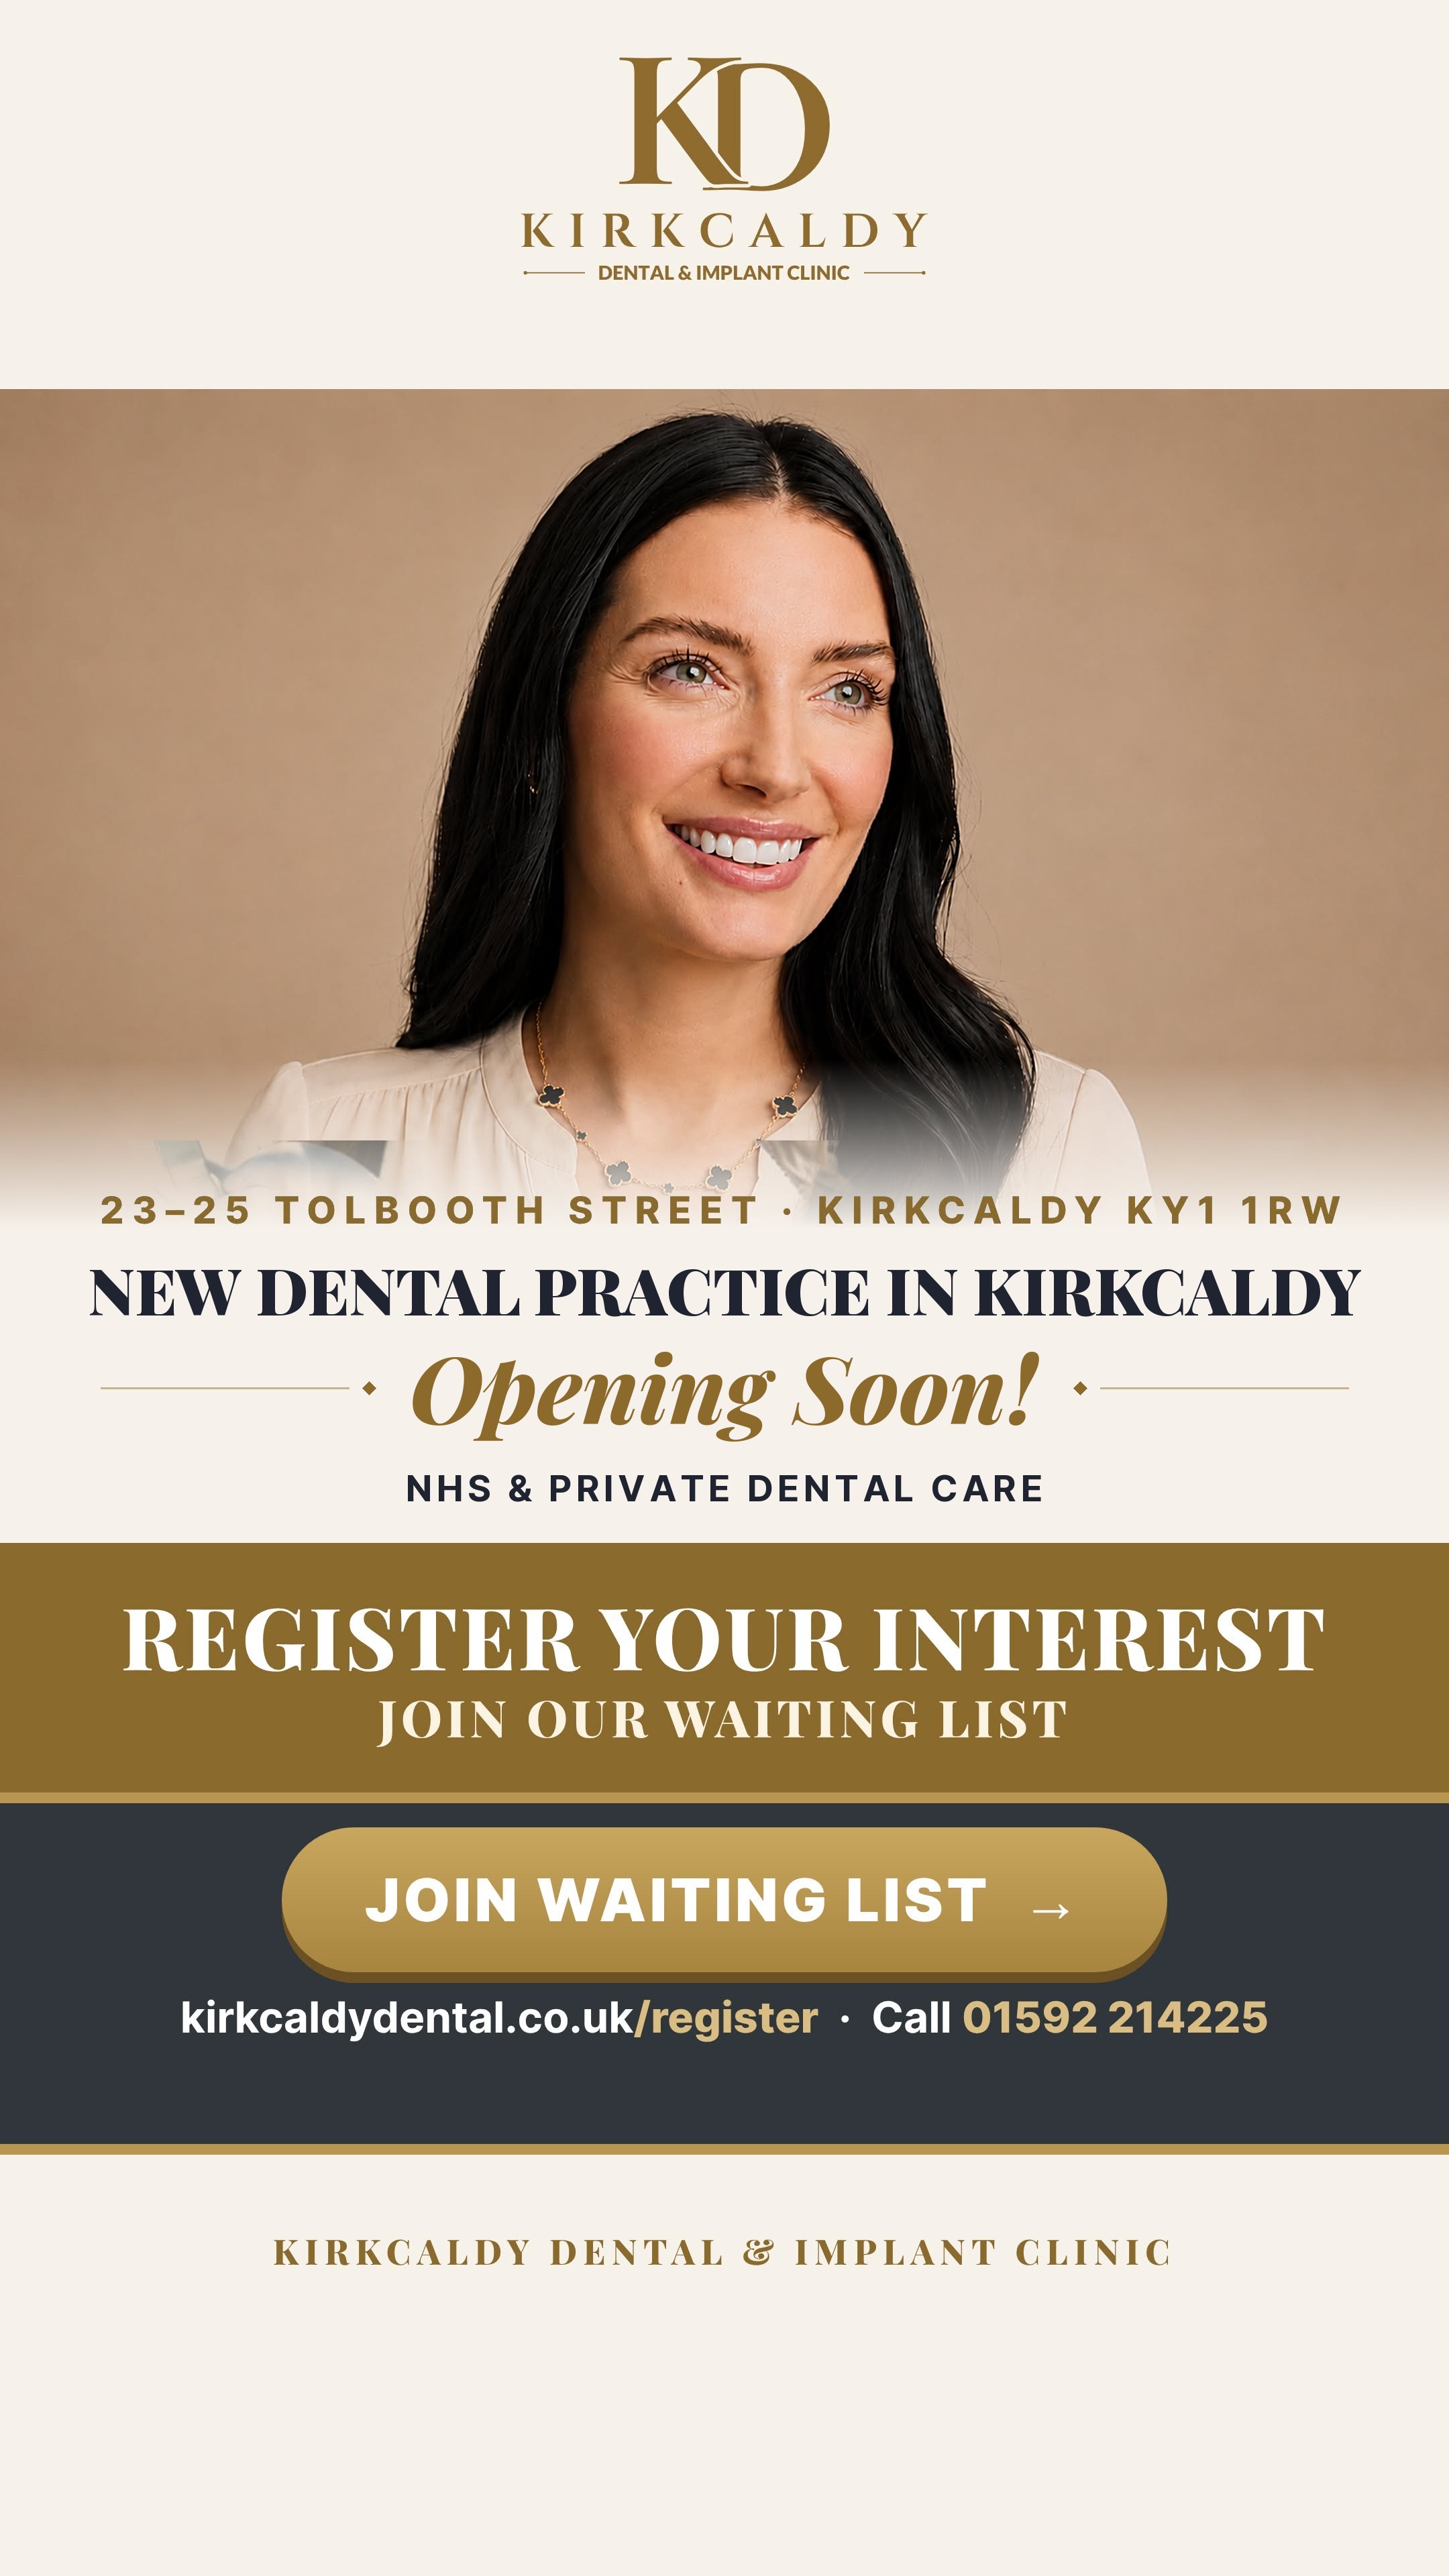 KD
KIRKCALDY
DENTAL & IMPLANT CLINIC
23–25 TOLBOOTH STREET · KIRKCALDY KY1 1RW
NEW DENTAL PRACTICE IN KIRKCALDY
Opening Soon!
NHS & PRIVATE DENTAL CARE
REGISTER YOUR INTEREST
JOIN OUR WAITING LIST
JOIN WAITING LIST →
kirkcaldydental.co.uk/register · Call 01592 214225
KIRKCALDY DENTAL & IMPLANT CLINIC